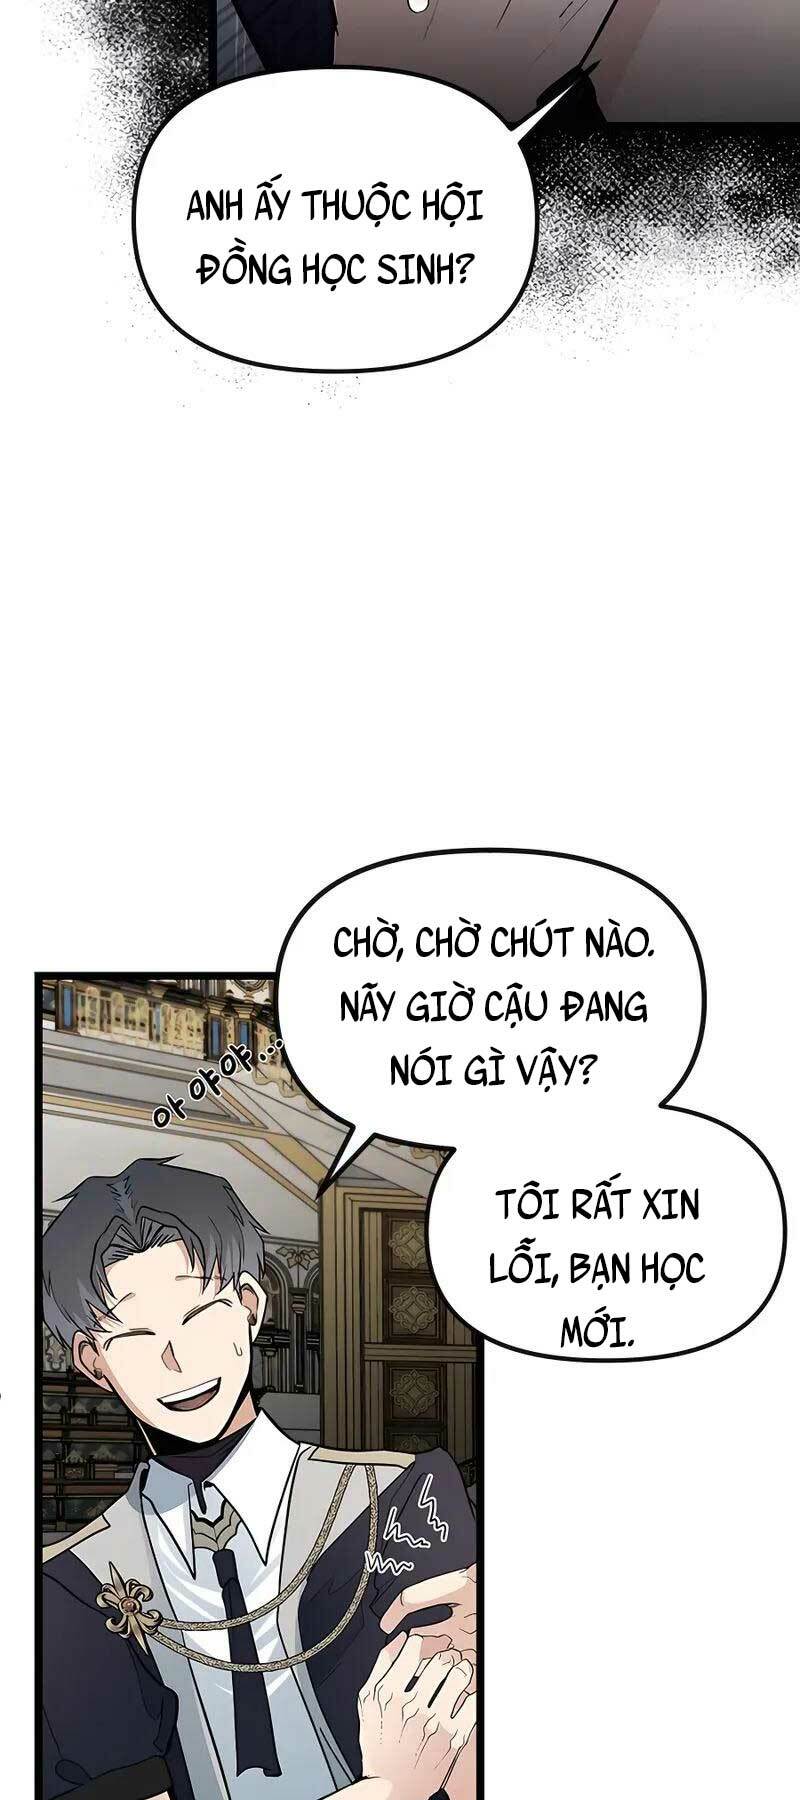 ANH ẤY THUỘC HỘI
ĐỒNG HỌC SINH?
CHỜ, CHỜ CHÚT NÀO.
NÃY GIỜ CẬU ĐANG
NÓI GÌ VẬY?
야야야...
TÔI RẤT XIN
LỖI, BẠN HỌC
MỚI.